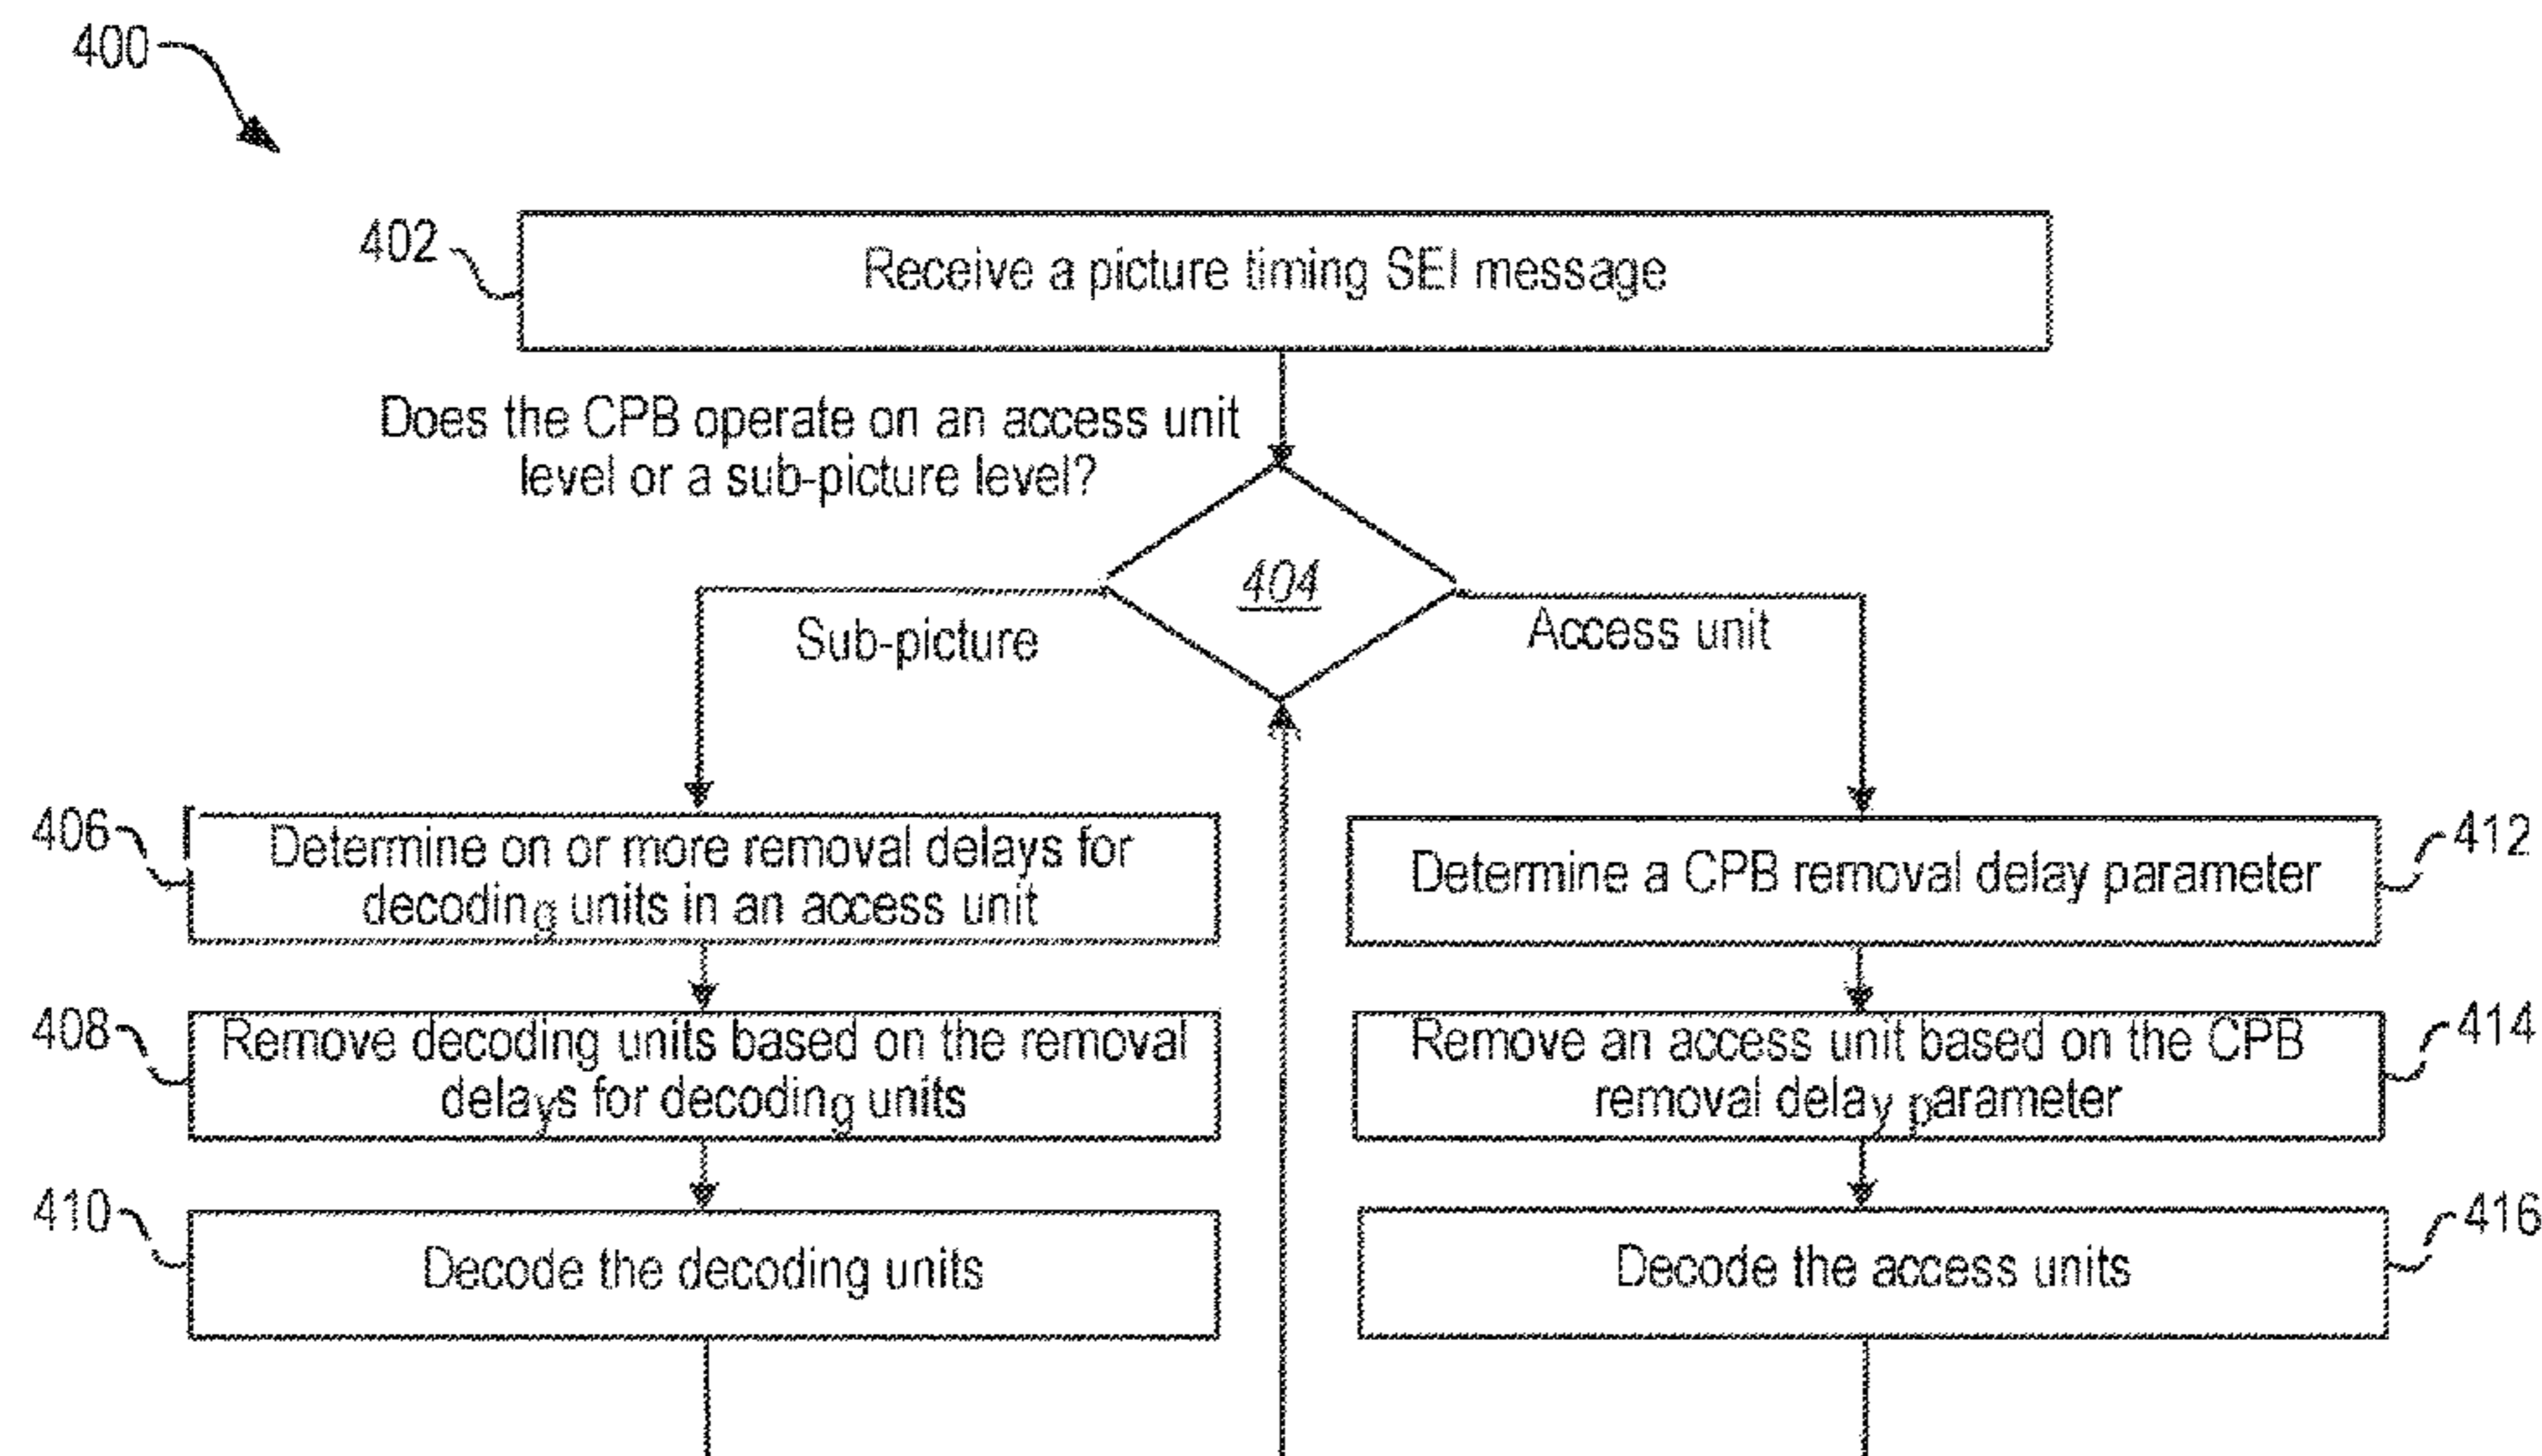 400
402
Receive a picture timing SEI message
Does the CPB operate on an access unit
level or a sub-picture level?
404
Sub-picture
Access unit
406
Determine on or more removal delays for
decoding units in an access unit
412
Determine a CPB removal delay parameter
408
Remove decoding units based on the removal
delays for decoding units
414
Remove an access unit based on the CPB
removal delay parameter
410
Decode the decoding units
416
Decode the access units